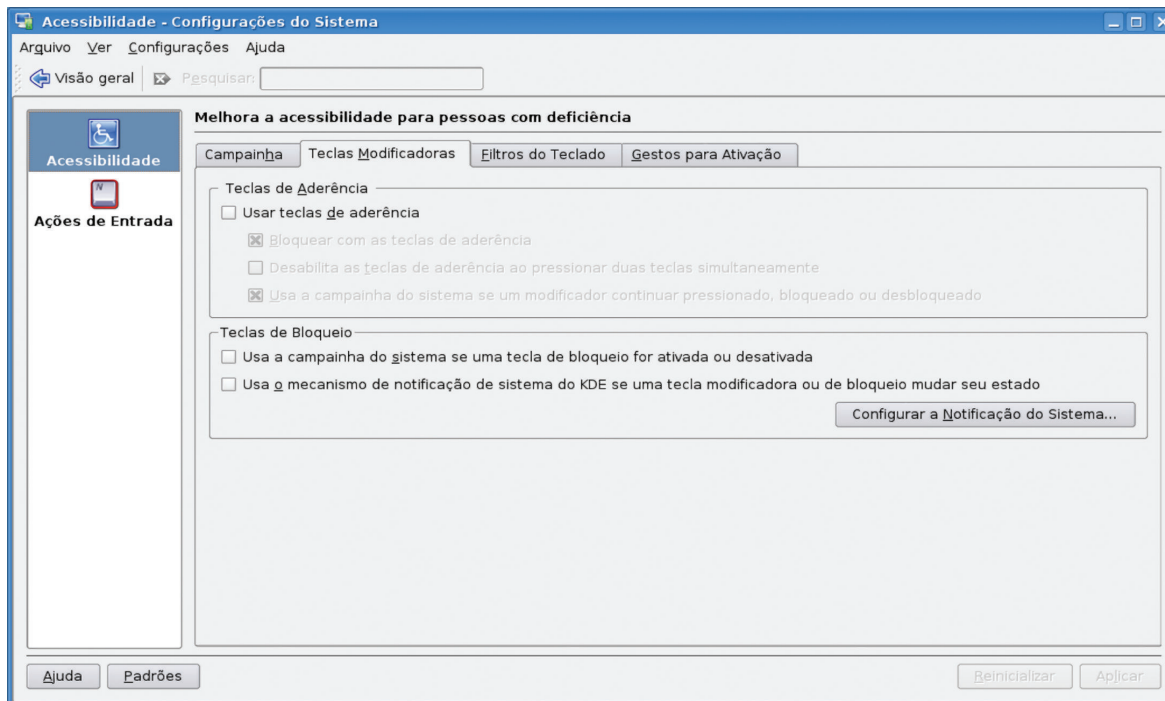 Acessibilidade - Configurações do Sistema
Arquivo Ver Configurações Ajuda
Visão geral Pesquisar:
Acessibilidade
N
Ações de Entrada
Melhora a acessibilidade para pessoas com deficiência
Campainha Teclas Modificadoras Filtros do Teclado Gestos para Ativação
Teclas de Aderência
Usar teclas de aderência
Bloquear com as teclas de aderência
Desabilita as teclas de aderência ao pressionar duas teclas simultaneamente
Usa a campainha do sistema se um modificador continuar pressionado, bloqueado ou desbloqueado
Teclas de Bloqueio
Usa a campainha do sistema se uma tecla de bloqueio for ativada ou desativada
Usa o mecanismo de notificação de sistema do KDE se uma tecla modificadora ou de bloqueio mudar seu estado
Configurar a Notificação do Sistema...
Ajuda Padrões Reinicializar Aplicar